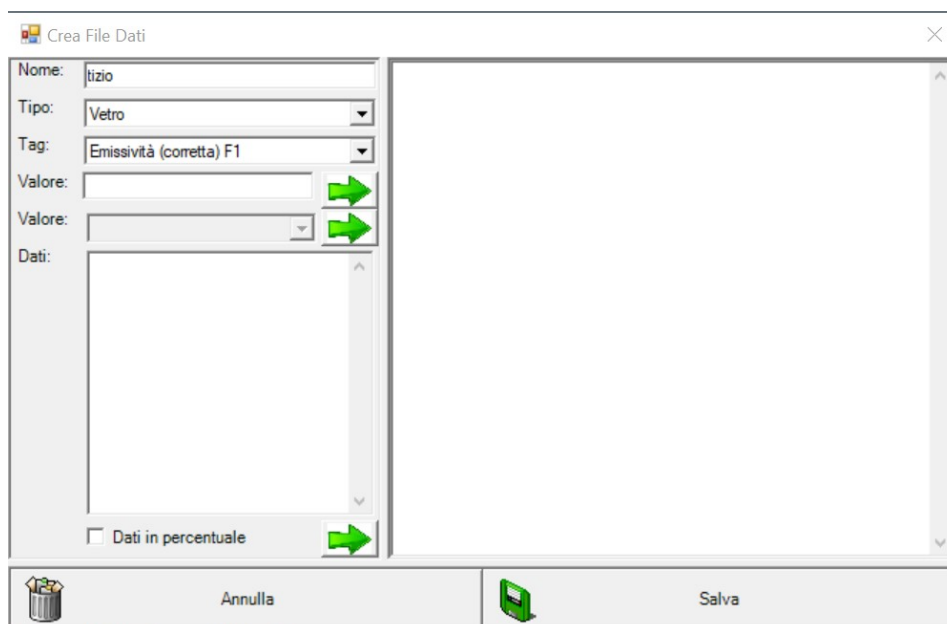 Crea File Dati
Nome: tizio
Tipo: Vetro
Tag: Emissività (corretta) F1
Valore:
Valore:
Dati:
Dati in percentuale
Annulla Salva